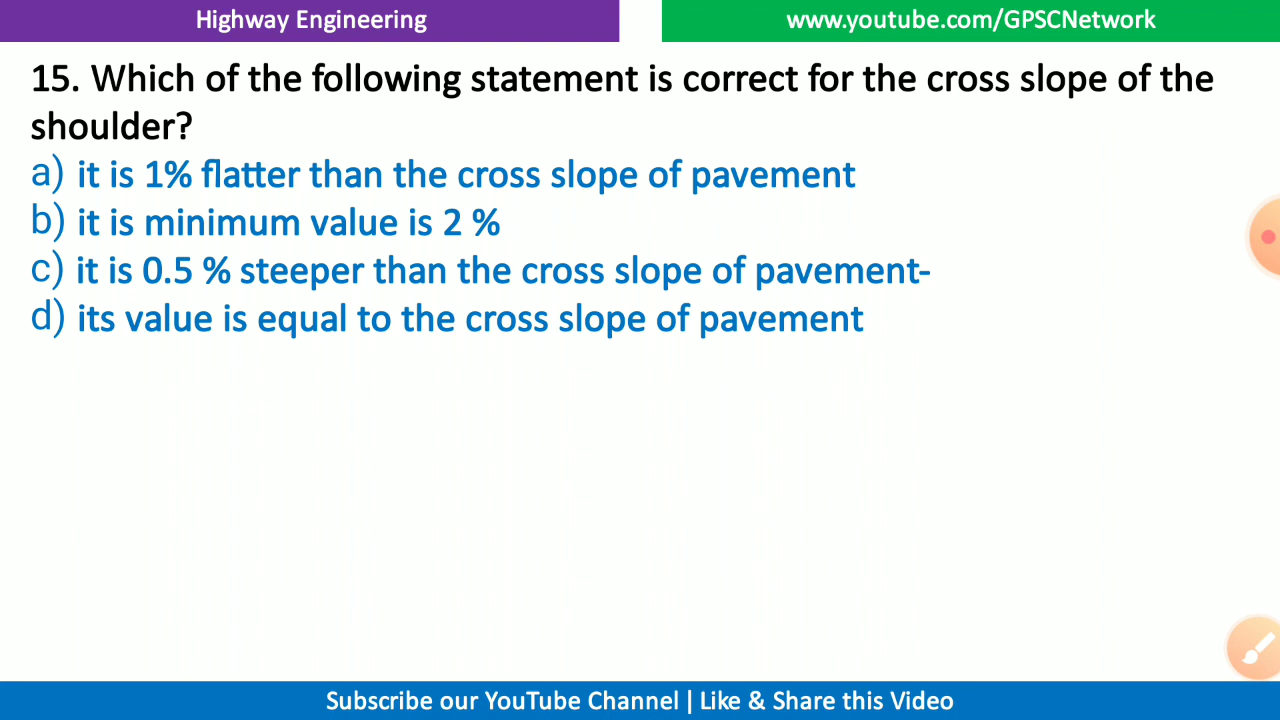 Highway Engineering
www.youtube.com/GPSCNetwork
15. Which of the following statement is correct for the cross slope of the
shoulder?
a) it is 1% flatter than the cross slope of pavement
b) it is minimum value is 2 %
c) it is 0.5 % steeper than the cross slope of pavement-
d) its value is equal to the cross slope of pavement
Subscribe our YouTube Channel | Like & Share this Video